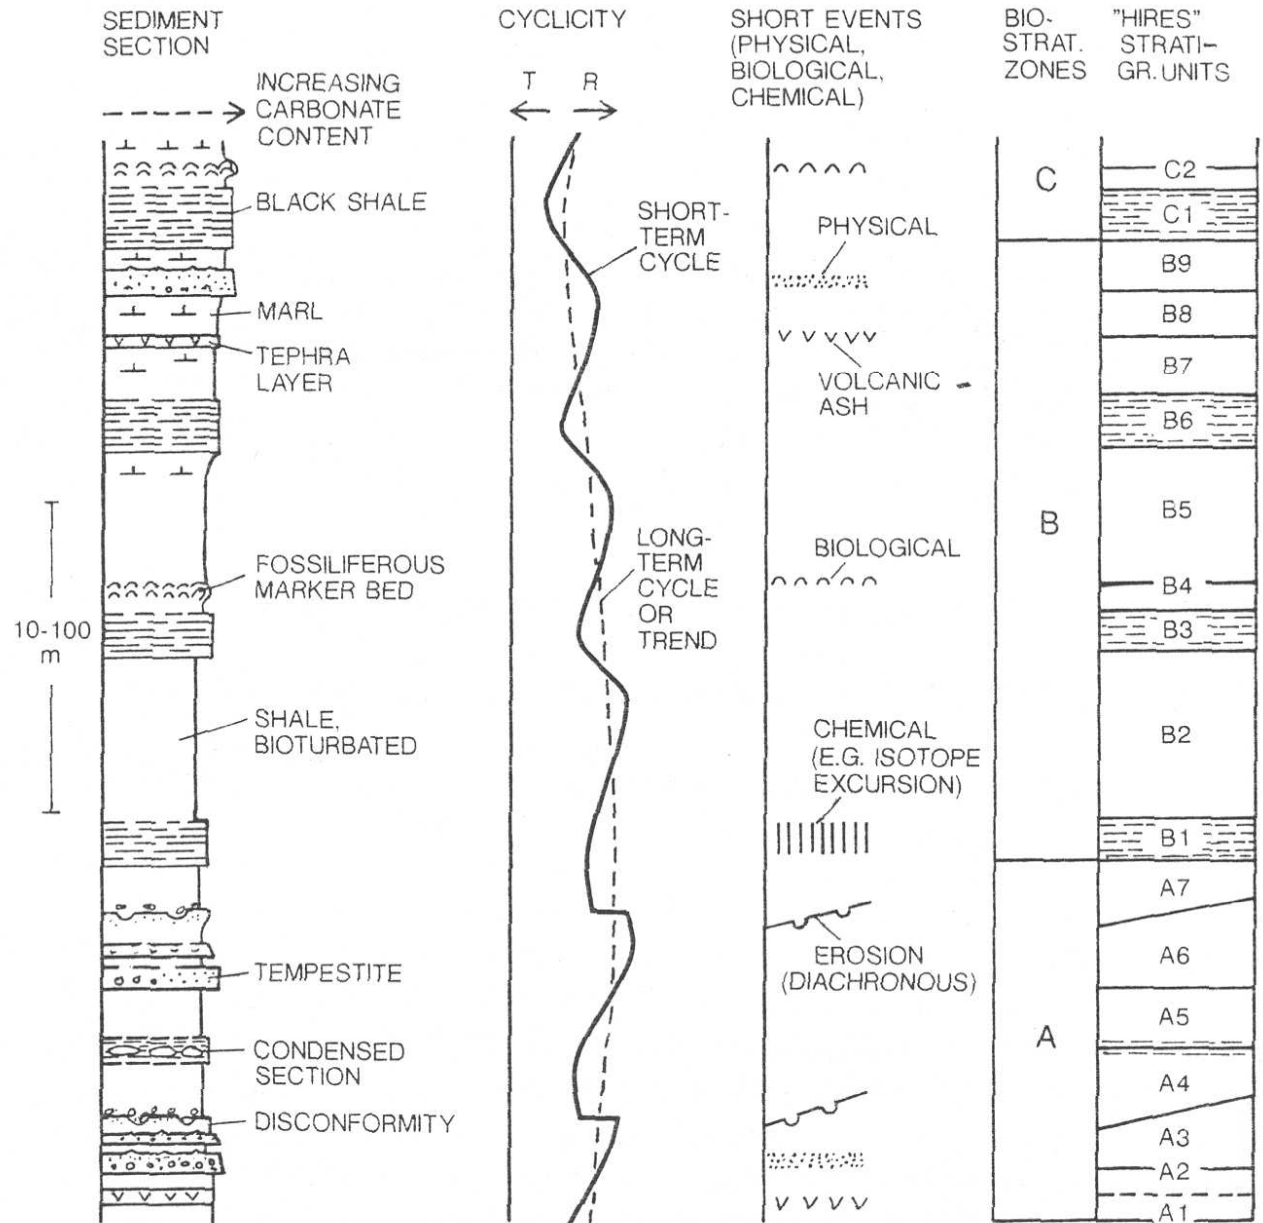 SEDIMENT
SECTION
CYCLICITY
SHORT EVENTS
(PHYSICAL,
BIOLOGICAL,
CHEMICAL)
BIO-
STRAT.
ZONES
"HIRES"
STRATI-
GR. UNITS
INCREASING
CARBONATE
CONTENT
T
R
BLACK SHALE
MARL
TEPHRA
LAYER
FOSSILIFEROUS
MARKER BED
10-100
m
SHALE,
BIOTURBATED
TEMPESTITE
CONDENSED
SECTION
DISCONFORMITY
SHORT-
TERM
CYCLE
LONG-
TERM
CYCLE
OR
TREND
PHYSICAL
VOLCANIC
ASH
BIOLOGICAL
CHEMICAL
(E.G. ISOTOPE
EXCURSION)
EROSION
(DIACHRONOUS)
C
B
A
C2
C1
B9
B8
B7
B6
B5
B4
B3
B2
B1
A7
A6
A5
A4
A3
A2
A1